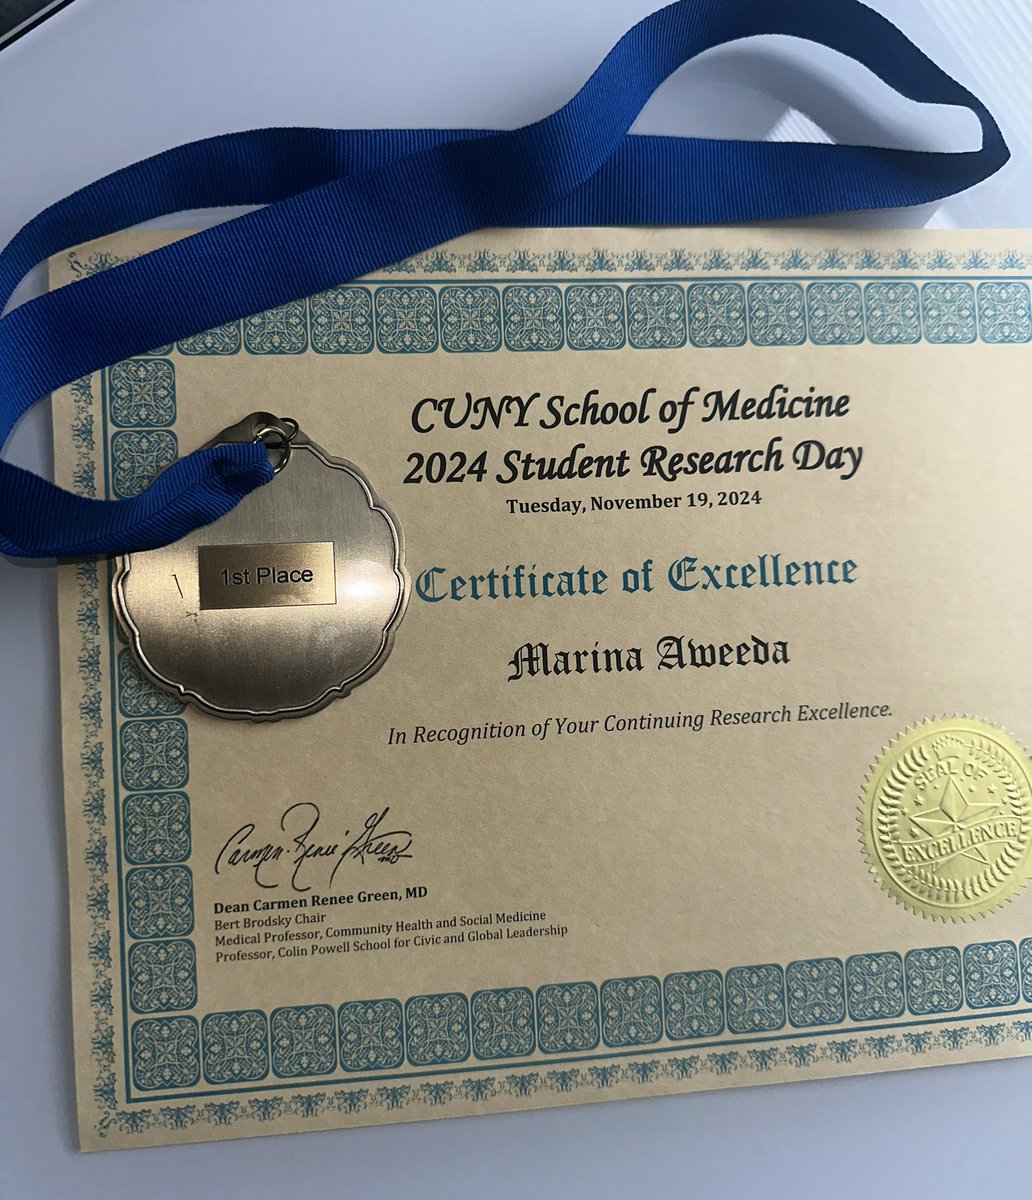 CUNY School of Medicine
2024 Student Research Day
Tuesday, November 19, 2024
1st Place
Certificate of Excellence
Marina Aweeda
In Recognition of Your Continuing Research Excellence.
SEAL OF
EXCELLENCE
Carmen Renee Green MD
Dean Carmen Renee Green, MD
Bert Brodsky Chair
Medical Professor, Community Health and Social Medicine
Professor, Colin Powell School for Civic and Global Leadership